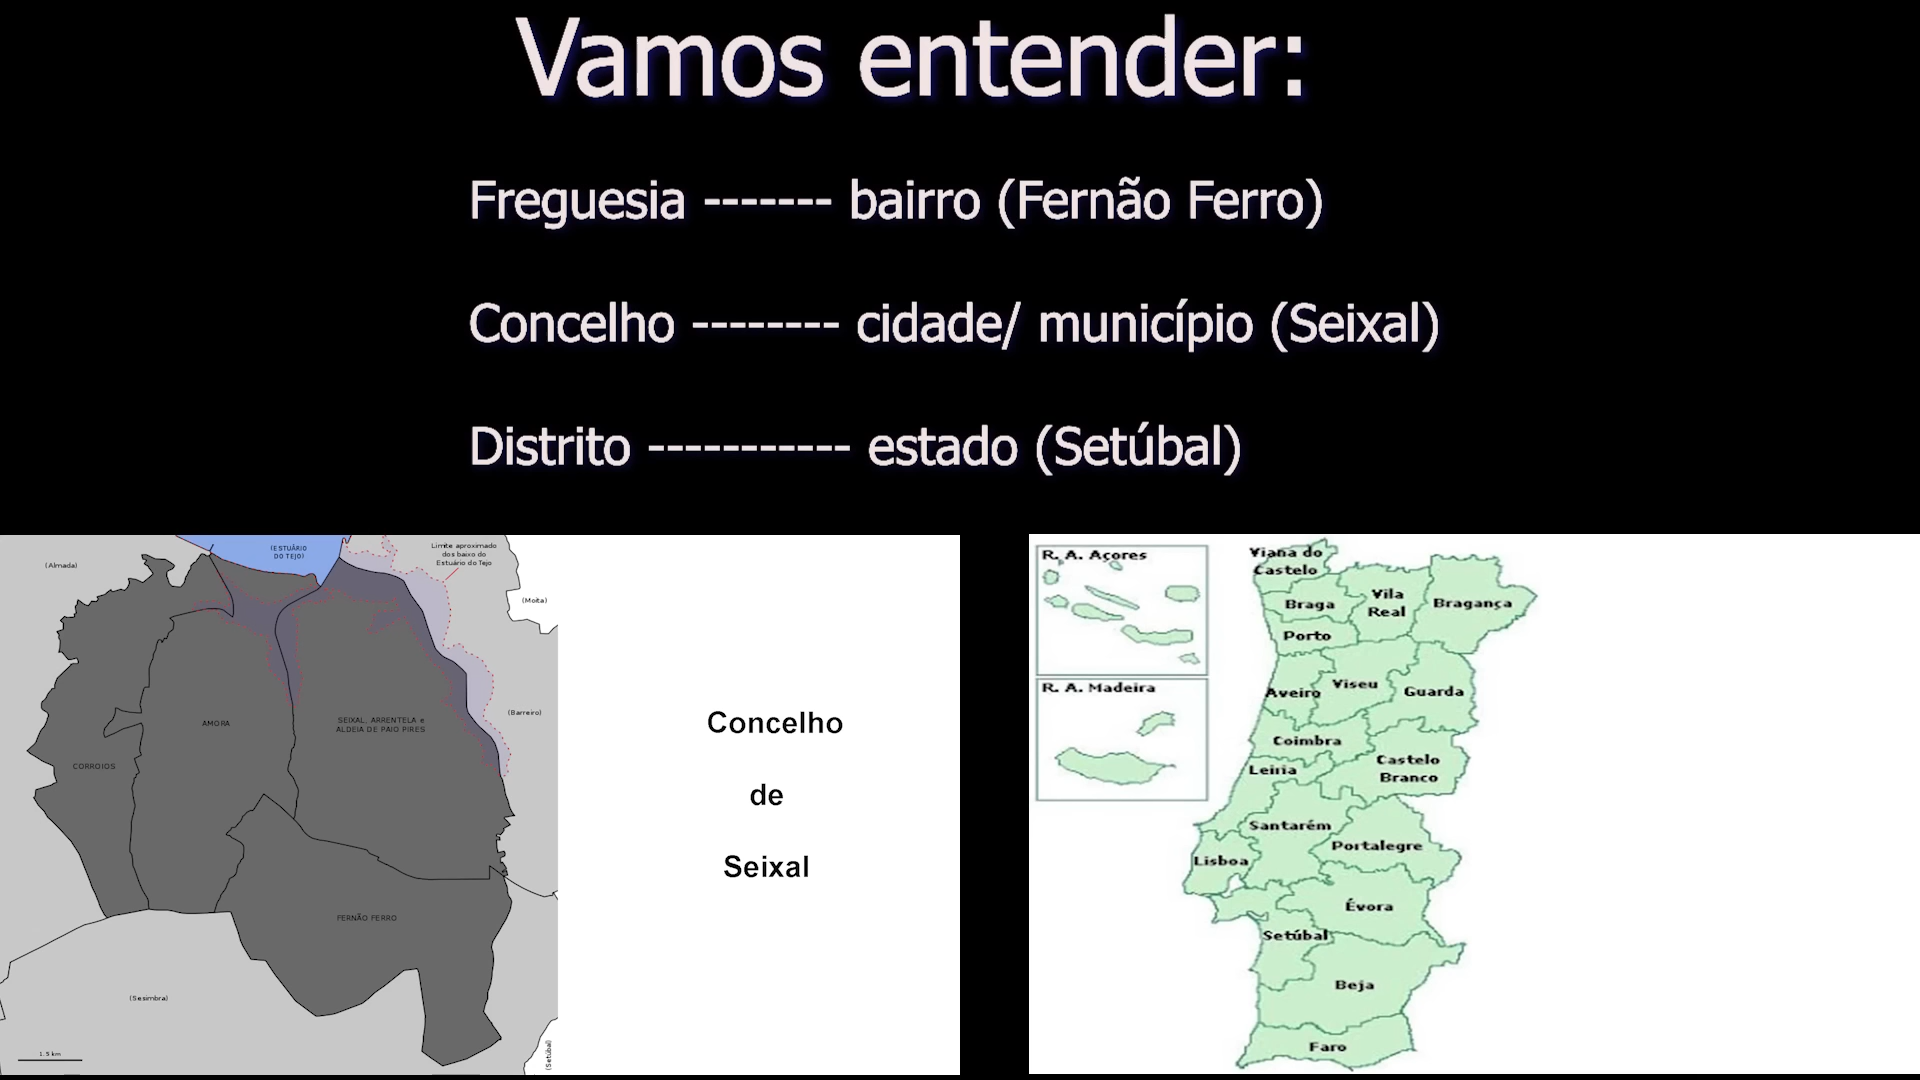 Vamos entender:
Freguesia ------- bairro (Fernão Ferro)
Concelho -------- cidade/ município (Seixal)
Distrito ----------- estado (Setúbal)
(ESTUÁRIO
DO TEJO)
Limite aproximado
dos baixo do
Estuário do Tejo
(Almada)
(Moita)
(Barreiro)
AMORA
SEIXAL, ARRENTELA e
ALDEIA DE PAIO PIRES
CORROIOS
FERNÃO FERRO
(Sesimbra)
(Setúbal)
1.5 km
Concelho
de
Seixal
R. A. Açores
R. A. Madeira
Viana do
Castelo
Braga
Vila
Real
Bragança
Porto
Aveiro
Viseu
Guarda
Coimbra
Leiria
Castelo
Branco
Santarém
Portalegre
Lisboa
Évora
Setúbal
Beja
Faro